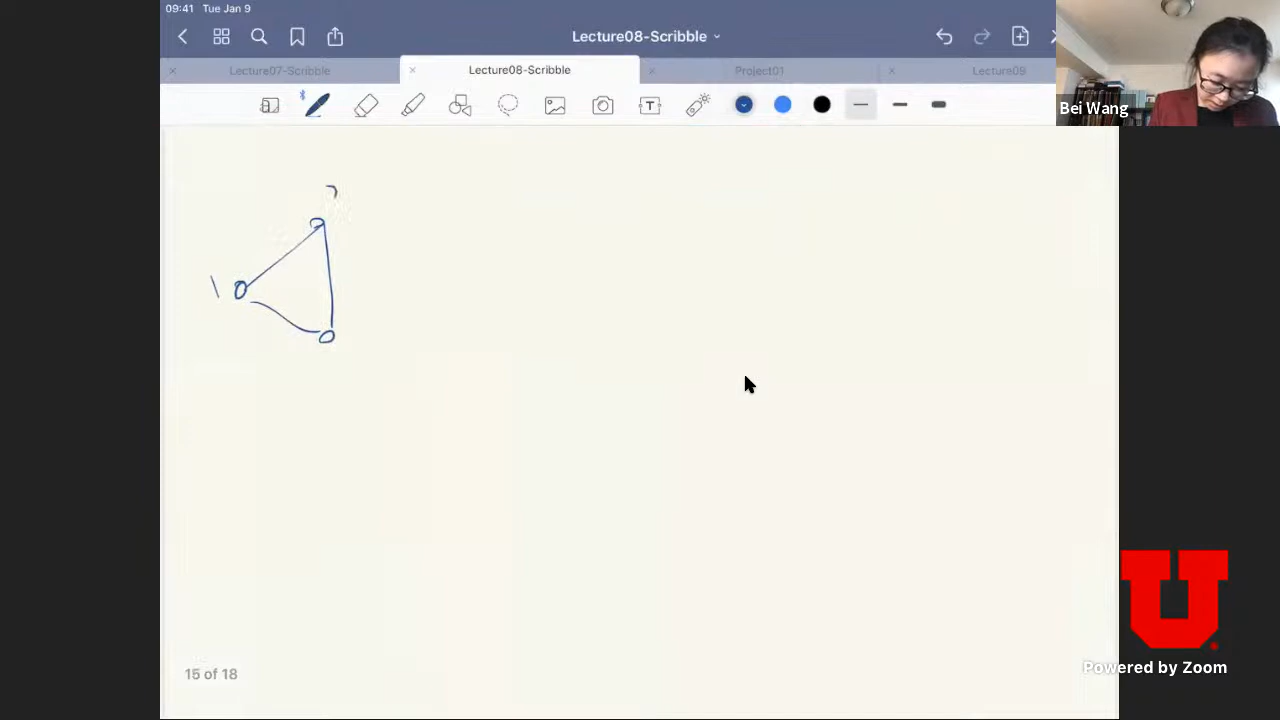 09:41 Tue Jan 9
Lecture08-Scribble
Lecture07-Scribble
Lecture08-Scribble
Project01
Lecture09
T
Bei Wang
1
15 of 18
U
Powered by Zoom